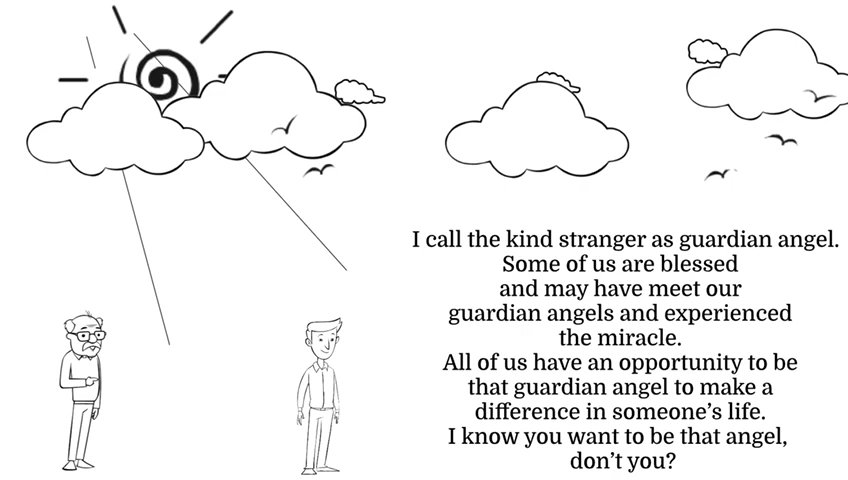 I call the kind stranger as guardian angel.
Some of us are blessed
and may have meet our
guardian angels and experienced
the miracle.
All of us have an opportunity to be
that guardian angel to make a
difference in someone's life.
I know you want to be that angel,
don't you?